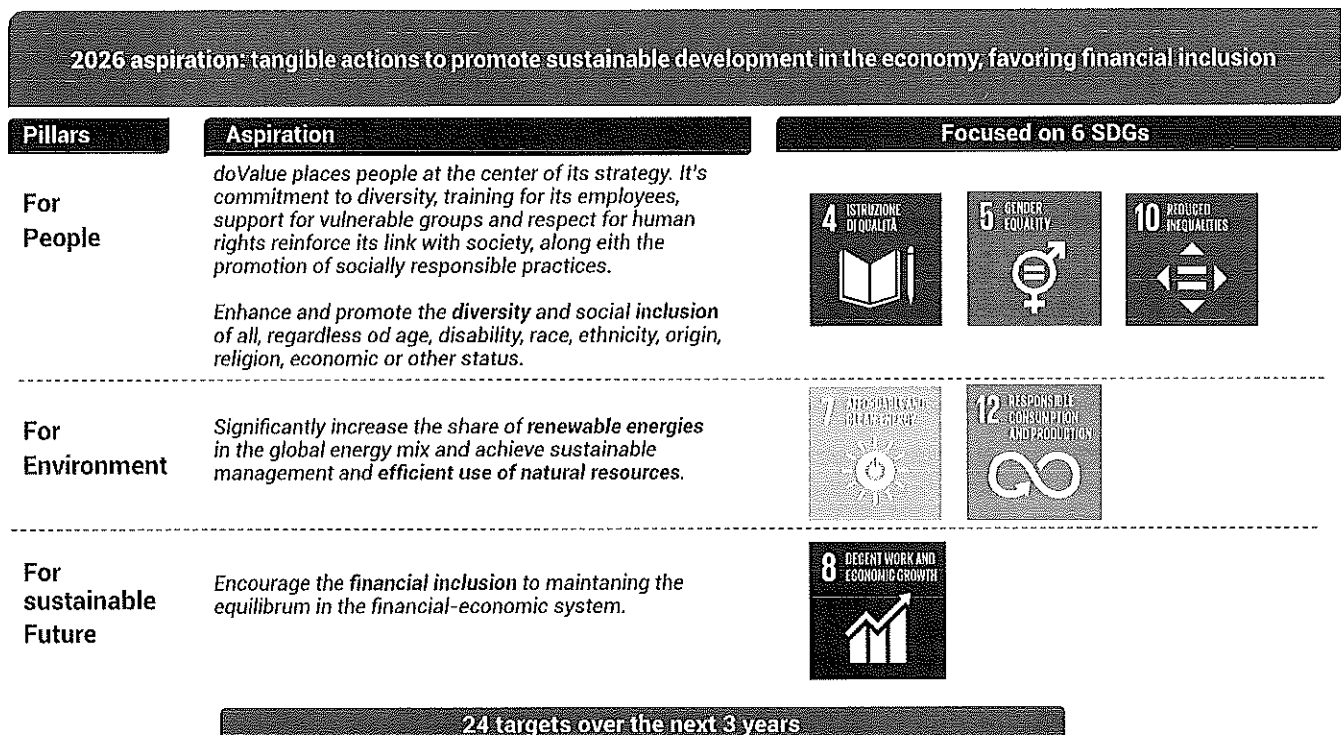 2026 aspiration: tangible actions to promote sustainable development in the economy, favoring financial inclusion
Pillars
Aspiration
Focused on 6 SDGs
For
People
doValue places people at the center of its strategy. It's
commitment to diversity, training for its employees,
support for vulnerable groups and respect for human
rights reinforce its link with society, along eith the
promotion of socially responsible practices.
Enhance and promote the diversity and social inclusion
of all, regardless od age, disability, race, ethnicity, origin,
religion, economic or other status.
4 ISTRUZIONE
DI QUALITÀ
5 GENDER
EQUALITY
10 REDUCED
INEQUALITIES
For
Environment
Significantly increase the share of renewable energies
in the global energy mix and achieve sustainable
management and efficient use of natural resources.
7 AFFORDABLE AND
CLEAN ENERGY
12 RESPONSIBLE
CONSUMPTION
AND PRODUCTION
For
sustainable
Future
Encourage the financial inclusion to maintaning the
equilibrum in the financial-economic system.
8 DECENT WORK AND
ECONOMIC GROWTH
24 targets over the next 3 years